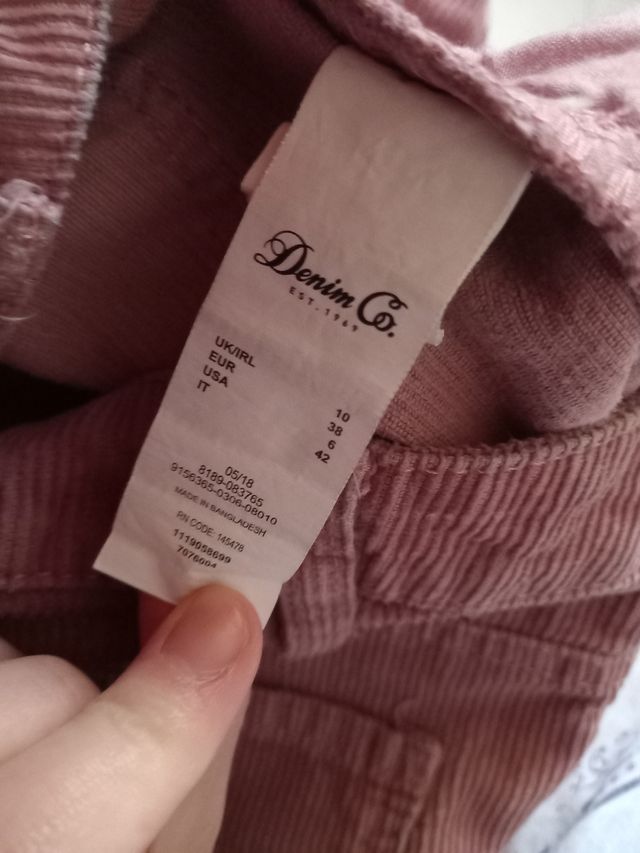 Denim Co.
EST. 1969
UK/IRL 10
EUR 38
USA 6
IT 42
05/18
8189-083765
9156365-0306-08010
MADE IN BANGLADESH
RN CODE: 145478
1119058699
7076004